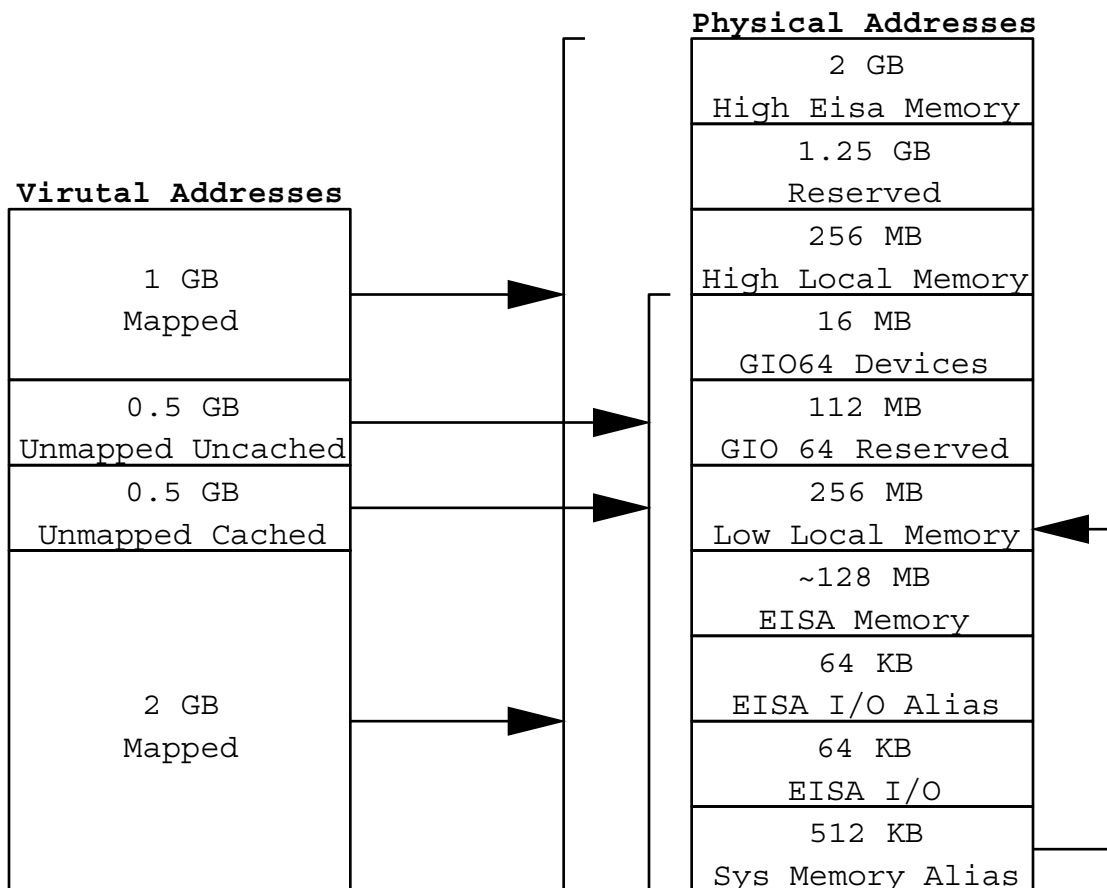 Physical Addresses
2 GB
High Eisa Memory
1.25 GB
Reserved
256 MB
High Local Memory
16 MB
GIO64 Devices
112 MB
GIO 64 Reserved
256 MB
Low Local Memory
~128 MB
EISA Memory
64 KB
EISA I/O Alias
64 KB
EISA I/O
512 KB
Sys Memory Alias
Virutal Addresses
1 GB
Mapped
0.5 GB
Unmapped Uncached
0.5 GB
Unmapped Cached
2 GB
Mapped